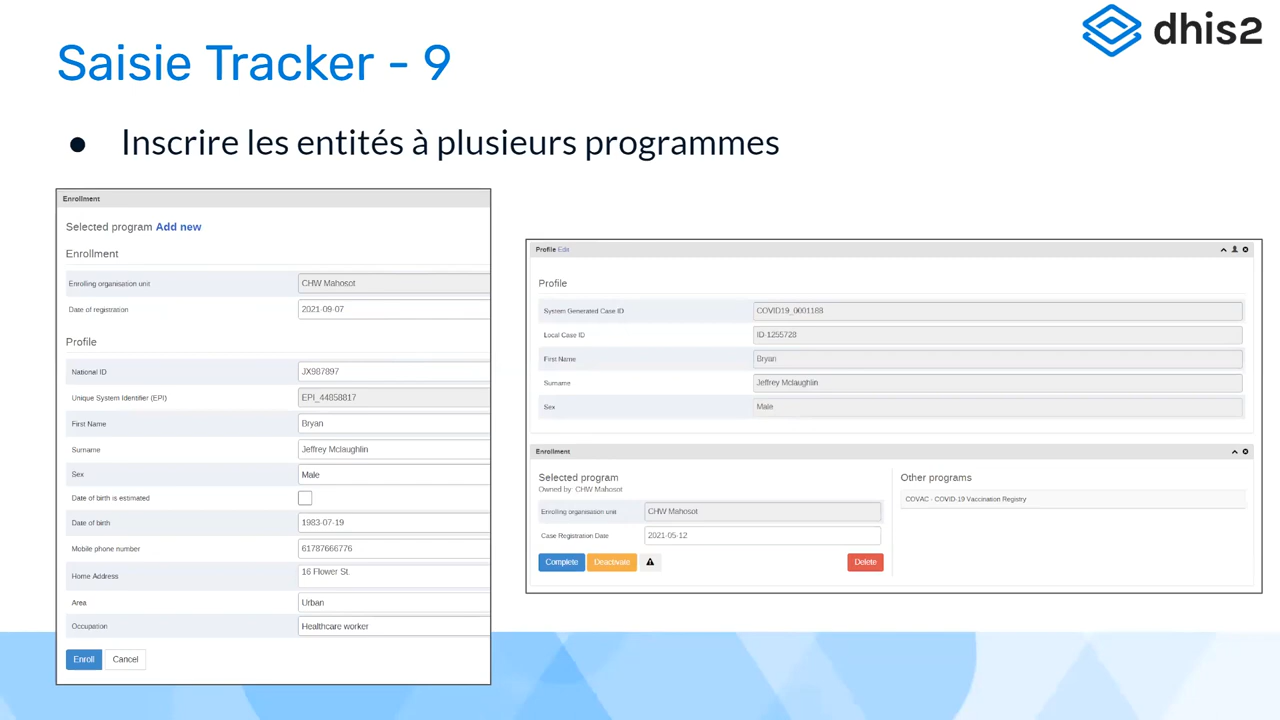 dhis2
Saisie Tracker - 9
● Inscrire les entités à plusieurs programmes
Enrollment
Selected program Add new
Enrollment
Enrolling organisation unit CHW Mahosot
Date of registration 2021-09-07
Profile
National ID JX987897
Unique System Identifier (EPI) EPI_44858817
First Name Bryan
Surname Jeffrey Mclaughlin
Sex Male
Date of birth is estimated
Date of birth 1983-07-19
Mobile phone number 61787666776
Home Address 16 Flower St.
Area Urban
Occupation Healthcare worker
Enroll Cancel
Profile Edit
Profile
System Generated Case ID COVID19_0001188
Local Case ID ID-1255728
First Name Bryan
Surname Jeffrey Mclaughlin
Sex Male
Enrollment
Selected program
Owned by: CHW Mahosot
Enrolling organisation unit CHW Mahosot
Case Registration Date 2021-05-12
Complete Deactivate Delete
Other programs
COVAC - COVID-19 Vaccination Registry